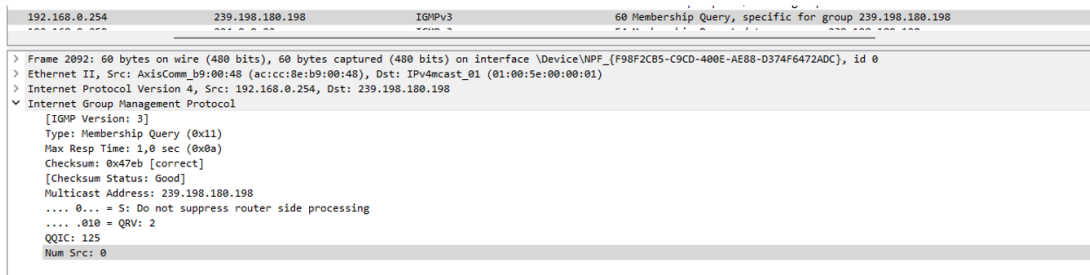 192.168.0.254 239.198.180.198 IGMPv3 60 Membership Query, specific for group 239.198.180.198
Frame 2092: 60 bytes on wire (480 bits), 60 bytes captured (480 bits) on interface \Device\NPF_{F98F2CB5-C9CD-400E-AE88-D374F6472ADC}, id 0
Ethernet II, Src: AxisComm_b9:00:48 (ac:cc:8e:b9:00:48), Dst: IPv4mcast_01 (01:00:5e:00:00:01)
Internet Protocol Version 4, Src: 192.168.0.254, Dst: 239.198.180.198
Internet Group Management Protocol
[IGMP Version: 3]
Type: Membership Query (0x11)
Max Resp Time: 1,0 sec (0x0a)
Checksum: 0x47eb [correct]
[Checksum Status: Good]
Multicast Address: 239.198.180.198
.... 0... = S: Do not suppress router side processing
.... .010 = QRV: 2
QQIC: 125
Num Src: 0